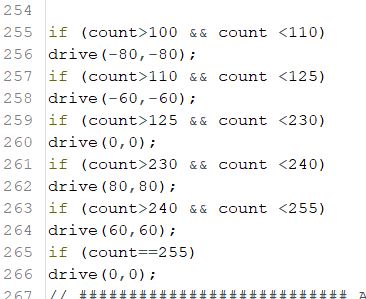 254
255 if (count>100 && count <110)
256 drive(-80,-80);
257 if (count>110 && count <125)
258 drive(-60,-60);
259 if (count>125 && count <230)
260 drive(0,0);
261 if (count>230 && count <240)
262 drive(80,80);
263 if (count>240 && count <255)
264 drive(60,60);
265 if (count==255)
266 drive(0,0);
267 // ########################### A